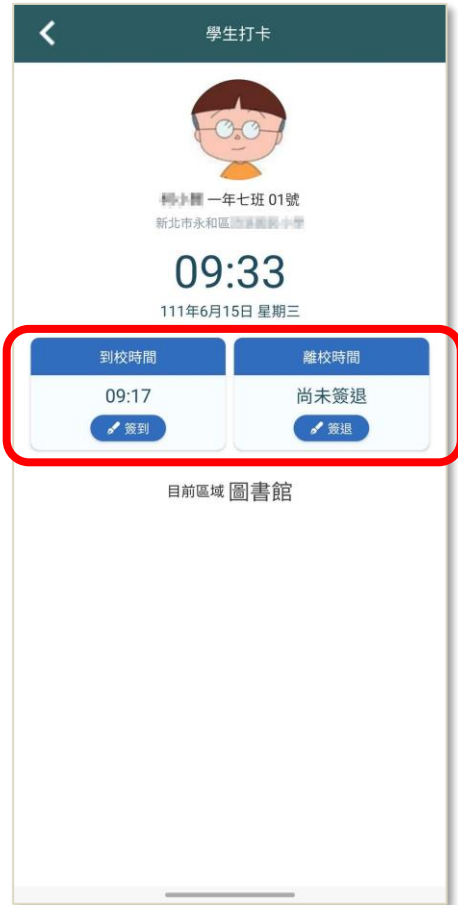 學生打卡
一年七班 01號
新北市永和區
09:33
111年6月15日 星期三
到校時間
離校時間
09:17
尚未簽退
簽到
簽退
目前區域 圖書館